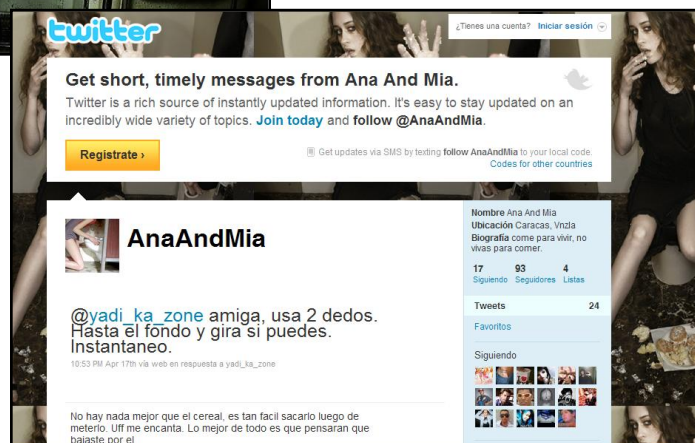 twitter
¿Tienes una cuenta? Iniciar sesión
Get short, timely messages from Ana And Mia.
Twitter is a rich source of instantly updated information. It's easy to stay updated on an
incredibly wide variety of topics. Join today and follow @AnaAndMia.
Registrate ›
Get updates via SMS by texting follow AnaAndMia to your local code.
Codes for other countries
AnaAndMia
@yadi_ka_zone amiga, usa 2 dedos.
Hasta el fondo y gira si puedes.
Instantaneo.
10:53 PM Apr 17th vía web en respuesta a yadi_ka_zone
No hay nada mejor que el cereal, es tan facil sacarlo luego de
meterlo. Uff me encanta. Lo mejor de todo es que pensaran que
bajaste por el
Nombre Ana And Mia
Ubicación Caracas, Vnzla
Biografía come para vivir, no
vivas para comer.
17 93 4
Siguiendo Seguidores Listas
Tweets 24
Favoritos
Siguiendo